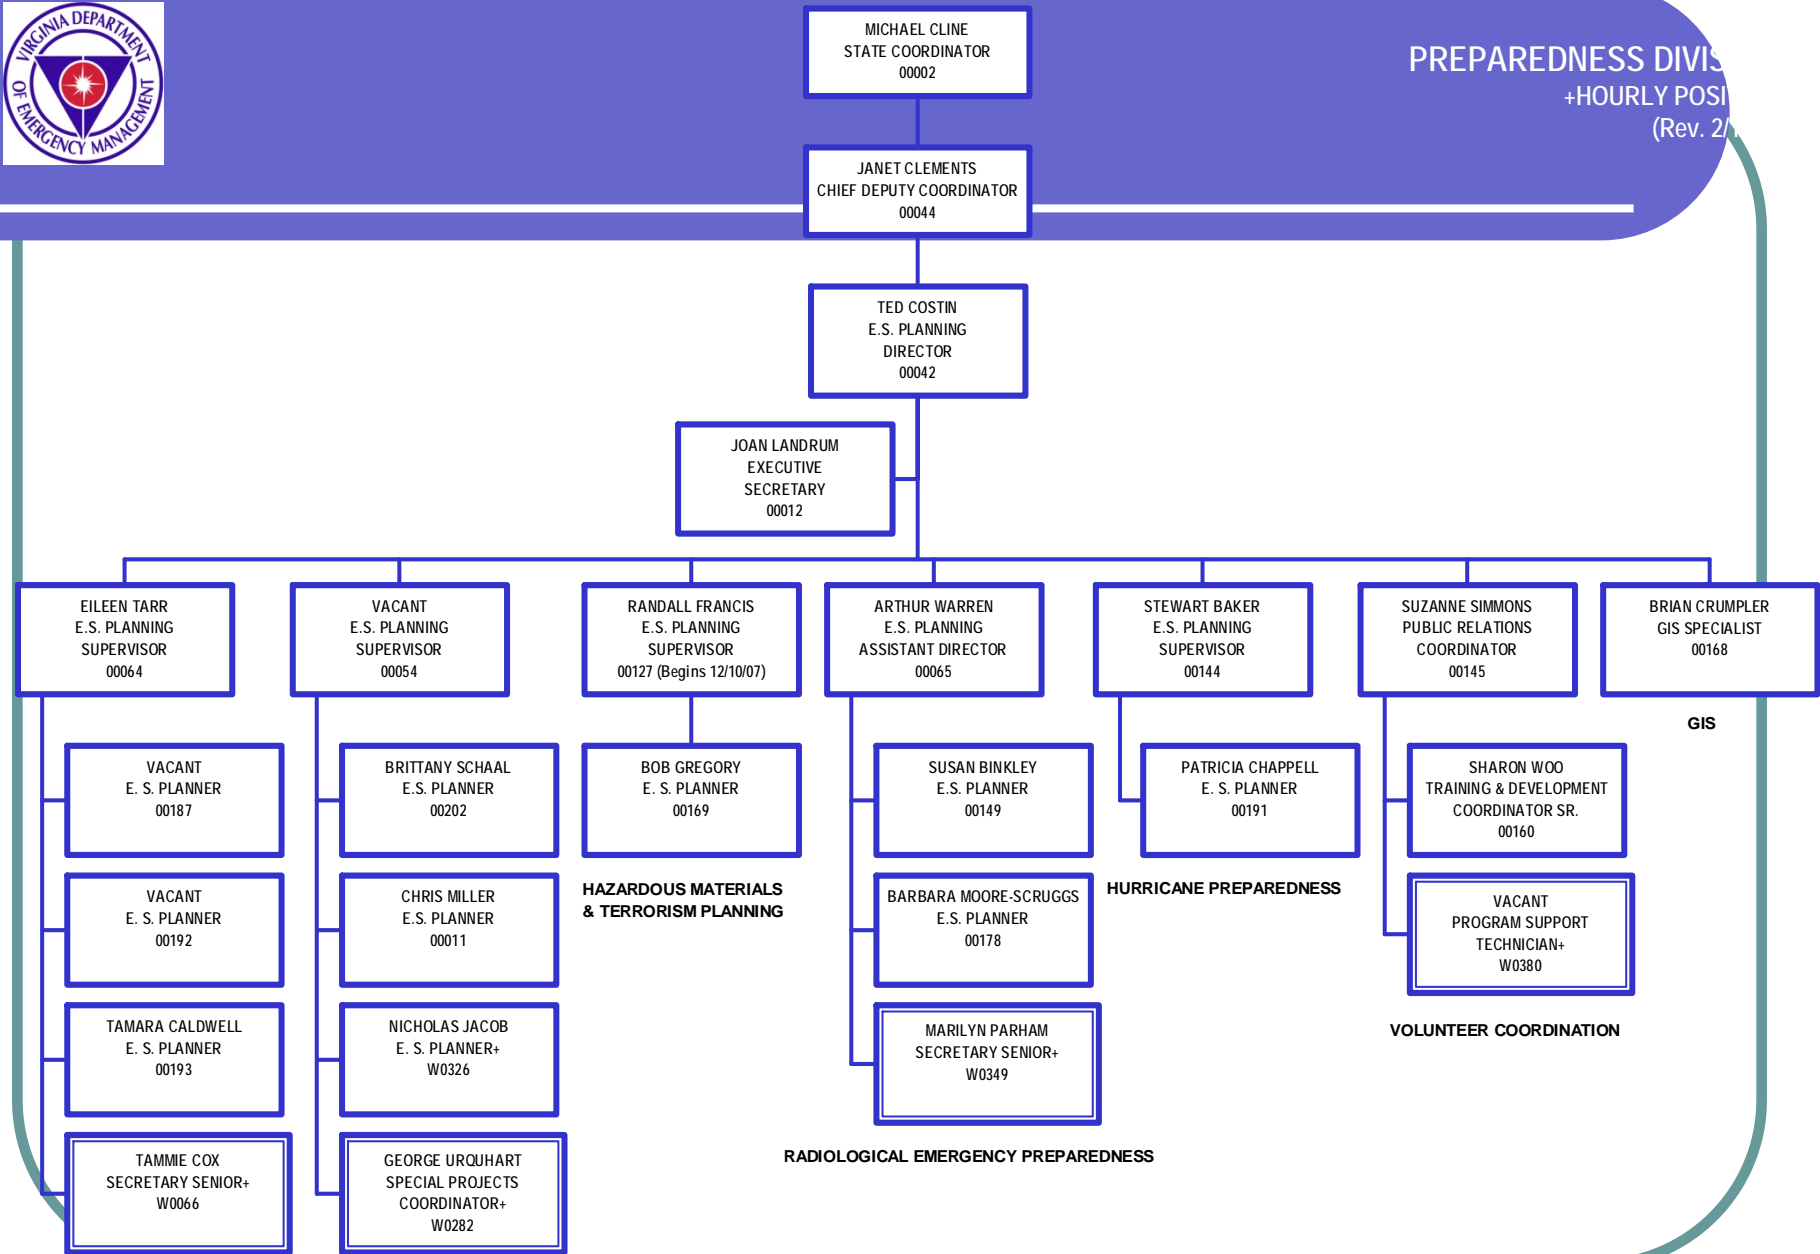 VIRGINIA DEPARTMENT
OF EMERGENCY MANAGEMENT
PREPAREDNESS
+HOURLY
(Rev.
MICHAEL CLINE
STATE COORDINATOR
00002
JANET CLEMENTS
CHIEF DEPUTY COORDINATOR
00044
TED COSTIN
E.S. PLANNING
DIRECTOR
00042
JOAN LANDRUM
EXECUTIVE
SECRETARY
00012
EILEEN TARR
E.S. PLANNING
SUPERVISOR
00064
VACANT
E. S. PLANNER
00187
VACANT
E. S. PLANNER
00192
TAMARA CALDWELL
E. S. PLANNER
00193
TAMMIE COX
SECRETARY SENIOR+
W0066
VACANT
E.S. PLANNING
SUPERVISOR
00054
BRITTANY SCHAAL
E.S. PLANNER
00202
CHRIS MILLER
E.S. PLANNER
00011
NICHOLAS JACOB
E. S. PLANNER+
W0326
GEORGE URQUHART
SPECIAL PROJECTS
COORDINATOR+
W0282
RANDALL FRANCIS
E.S. PLANNING
SUPERVISOR
00127 (Begins 12/10/07)
BOB GREGORY
E. S. PLANNER
00169
HAZARDOUS MATERIALS
& TERRORISM PLANNING
ARTHUR WARREN
E.S. PLANNING
ASSISTANT DIRECTOR
00065
SUSAN BINKLEY
E.S. PLANNER
00149
BARBARA MOORE-SCRUGGS
E.S. PLANNER
00178
MARILYN PARHAM
SECRETARY SENIOR+
W0349
RADIOLOGICAL EMERGENCY PREPAREDNESS
STEWART BAKER
E.S. PLANNING
SUPERVISOR
00144
PATRICIA CHAPPELL
E. S. PLANNER
00191
HURRICANE PREPAREDNESS
SUZANNE SIMMONS
PUBLIC RELATIONS
COORDINATOR
00145
SHARON WOO
TRAINING & DEVELOPMENT
COORDINATOR SR.
00160
VACANT
PROGRAM SUPPORT
TECHNICIAN+
W0380
VOLUNTEER COORDINATION
BRIAN CRUMPLER
GIS SPECIALIST
00168
GIS